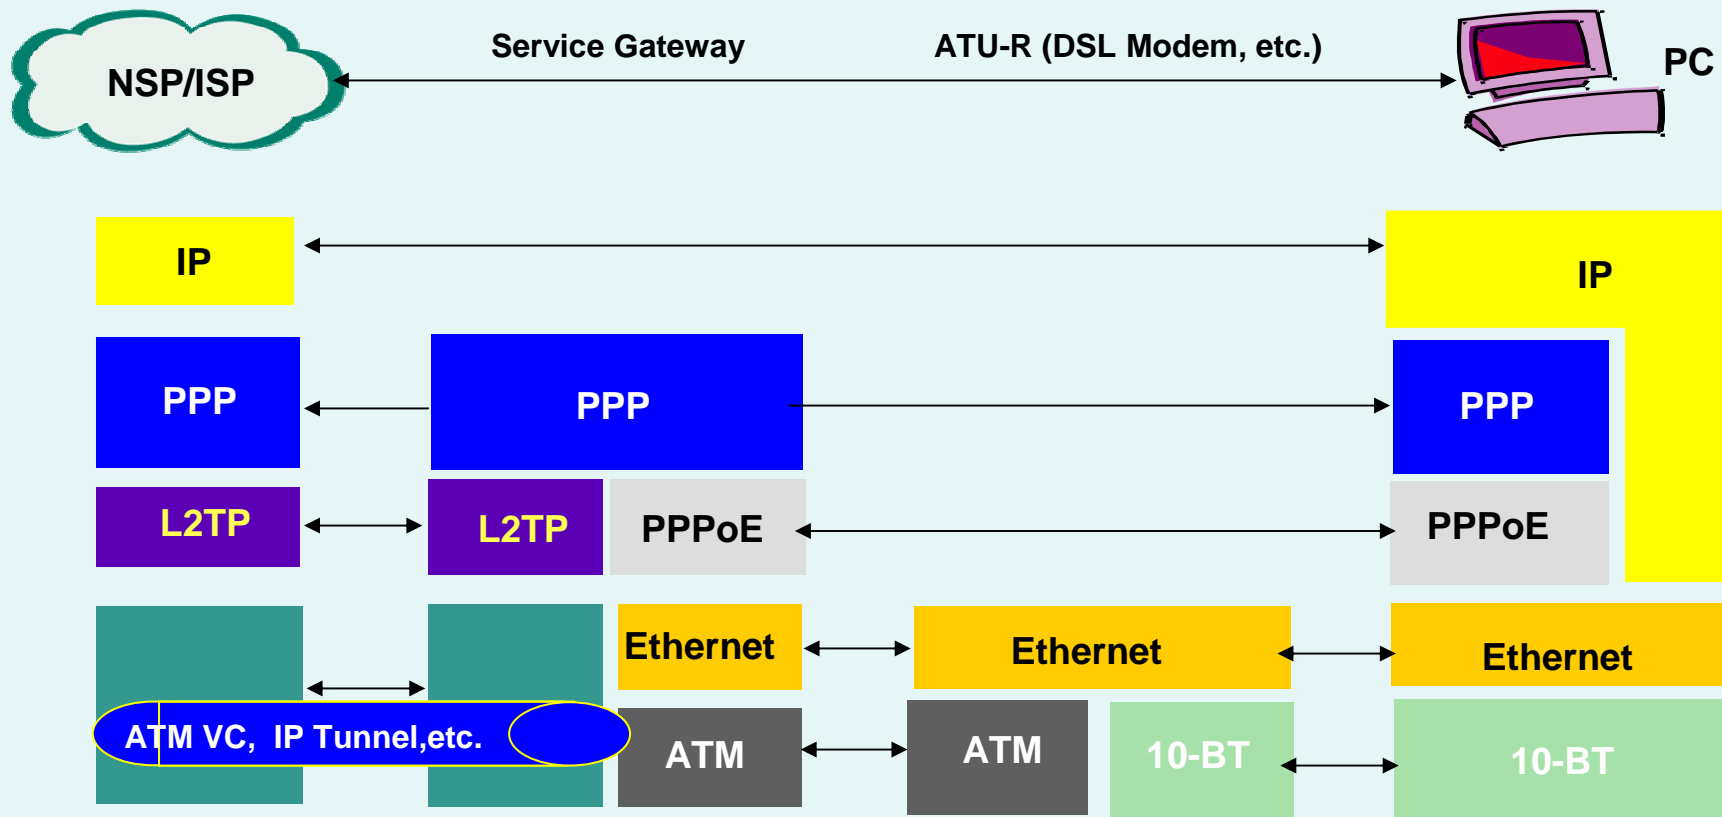 Service Gateway
ATU-R (DSL Modem, etc.)
NSP/ISP
PC
IP
IP
PPP
PPP
PPP
L2TP
L2TP
PPPoE
PPPoE
Ethernet
Ethernet
Ethernet
ATM VC,  IP Tunnel,etc.
ATM
ATM
10-BT
10-BT